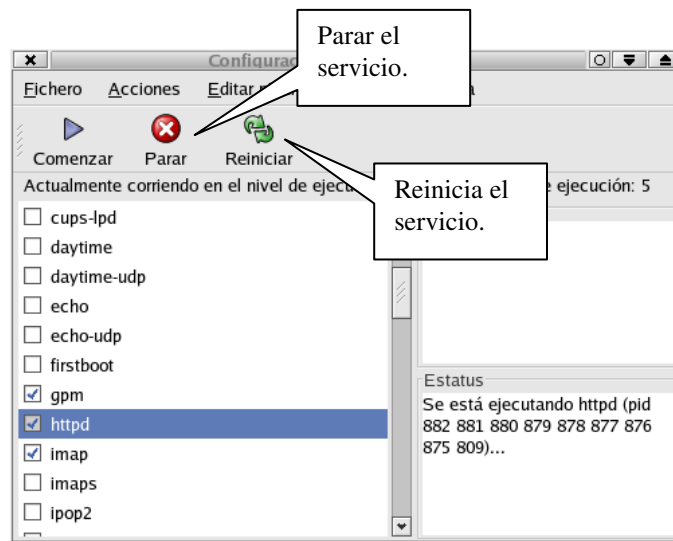 Parar el
servicio.
Fichero Acciones Editar
Comenzar Parar Reiniciar
Reinicia el
servicio.
Actualmente corriendo en el nivel de ejecución: 5
cups-lpd
daytime
daytime-udp
echo
echo-udp
firstboot
gpm
httpd
imap
imaps
ipop2
Estatus
Se está ejecutando httpd (pid
882 881 880 879 878 877 876
875 809)...